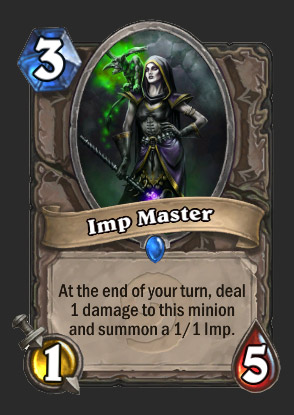 3
Imp Master
At the end of your turn, deal
1 damage to this minion
and summon a 1/1 Imp.
1
5